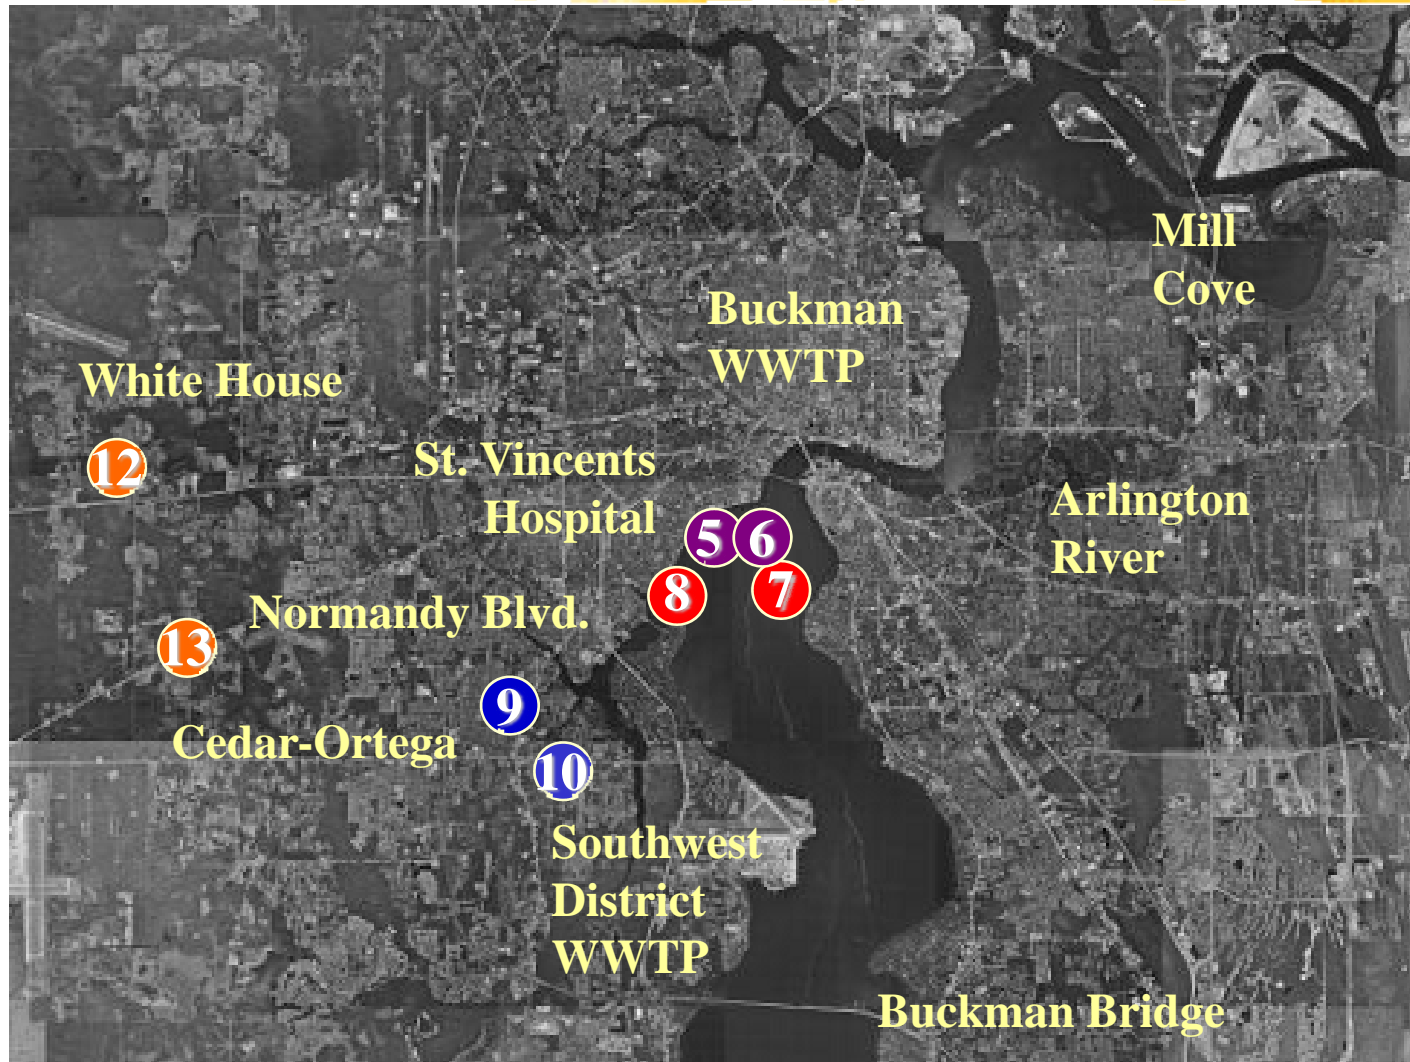 Mill
Cove
Buckman
WWTP
White House
12
St. Vincents
Hospital
Arlington
River
5
6
8
7
Normandy Blvd.
13
9
Cedar-Ortega
10
Southwest
District
WWTP
Buckman Bridge